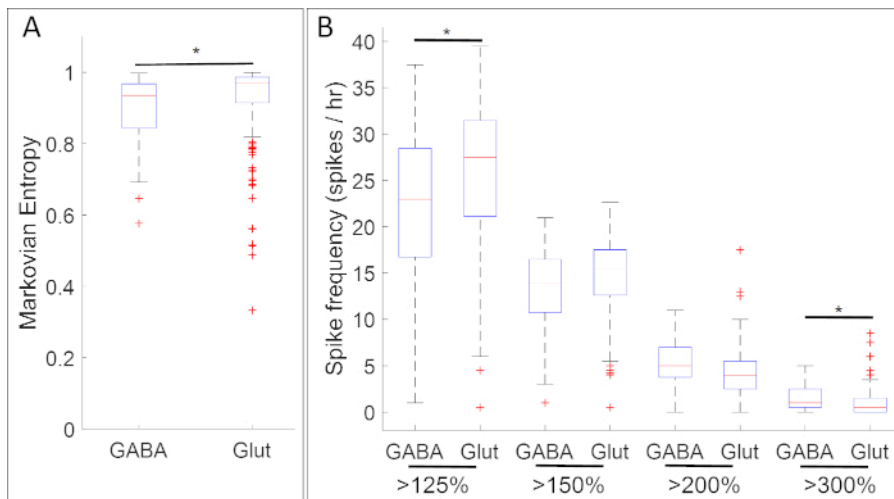 A
*
Markovian Entropy
1
0.8
0.6
0.4
0.2
0
GABA Glut
B
*
*
Spike frequency (spikes / hr)
40
35
30
25
20
15
10
5
0
GABA Glut GABA Glut GABA Glut GABA Glut
>125% >150% >200% >300%